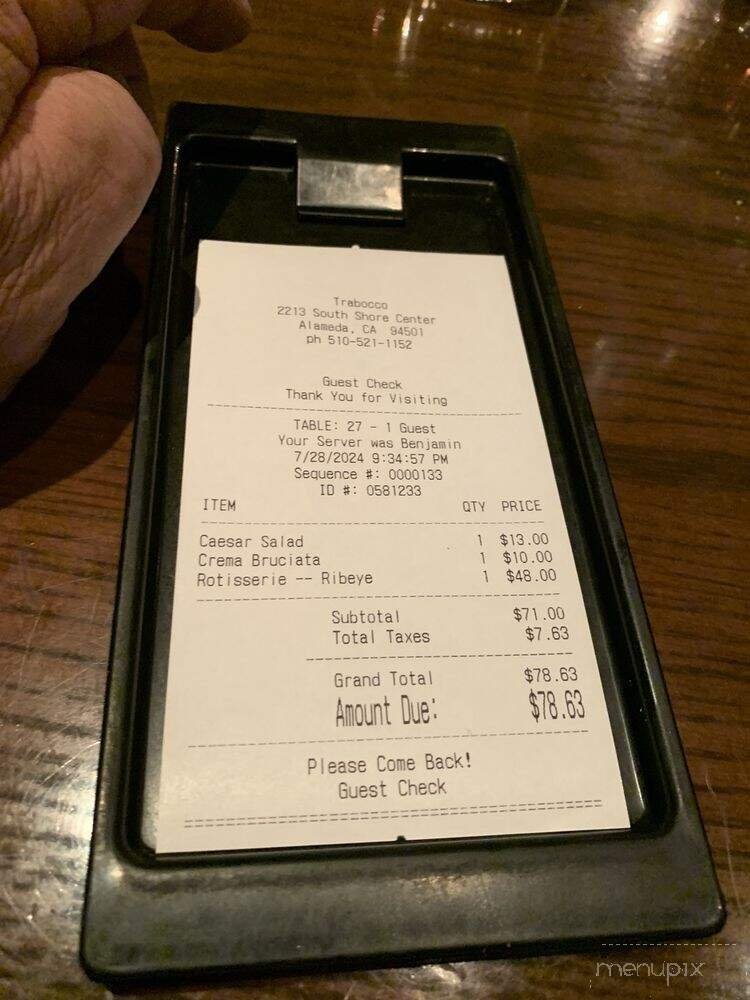 Trabocco
2213 South Shore Center
Alameda, CA 94501
ph 510-521-1152
Guest Check
Thank You for Visiting
TABLE: 27 - 1 Guest
Your Server was Benjamin
7/28/2024 9:34:57 PM
Sequence #: 0000133
ID #: 0581233
ITEM QTY PRICE
Caesar Salad 1 $13.00
Crema Bruciata 1 $10.00
Rotisserie -- Ribeye 1 $48.00
Subtotal $71.00
Total Taxes $7.63
Grand Total $78.63
Amount Due: $78.63
Please Come Back!
Guest Check
menupix